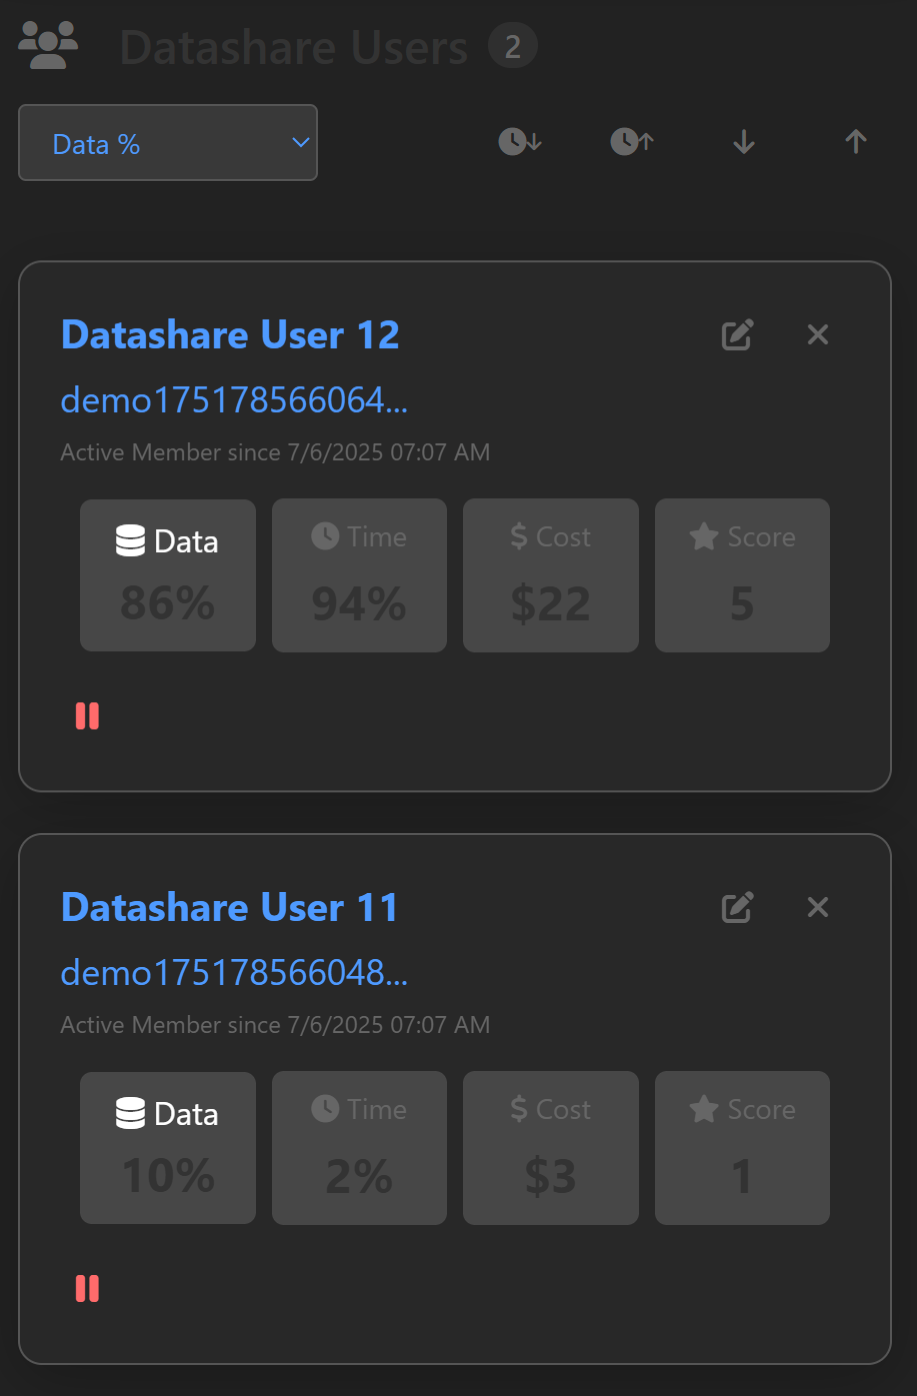 Datashare Users 2
Data %
Datashare User 12
demo175178566064...
Active Member since 7/6/2025 07:07 AM
Data Time $ Cost Score
86% 94% $22 5
Datashare User 11
demo175178566048...
Active Member since 7/6/2025 07:07 AM
Data Time $ Cost Score
10% 2% $3 1